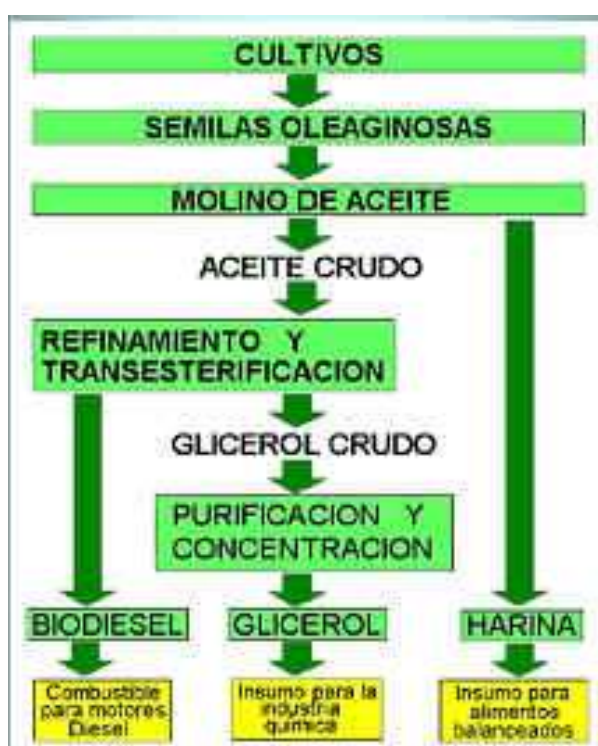 CULTIVOS
SEMILAS OLEAGINOSAS
MOLINO DE ACEITE
ACEITE CRUDO
REFINAMIENTO Y
TRANSESTERIFICACION
GLICEROL CRUDO
PURIFICACION Y
CONCENTRACION
BIODIESEL
GLICEROL
HARINA
Combustible
para motores
Diesel
Insumo para la
industria
quimica
Insumo para
alimentos
balanceados